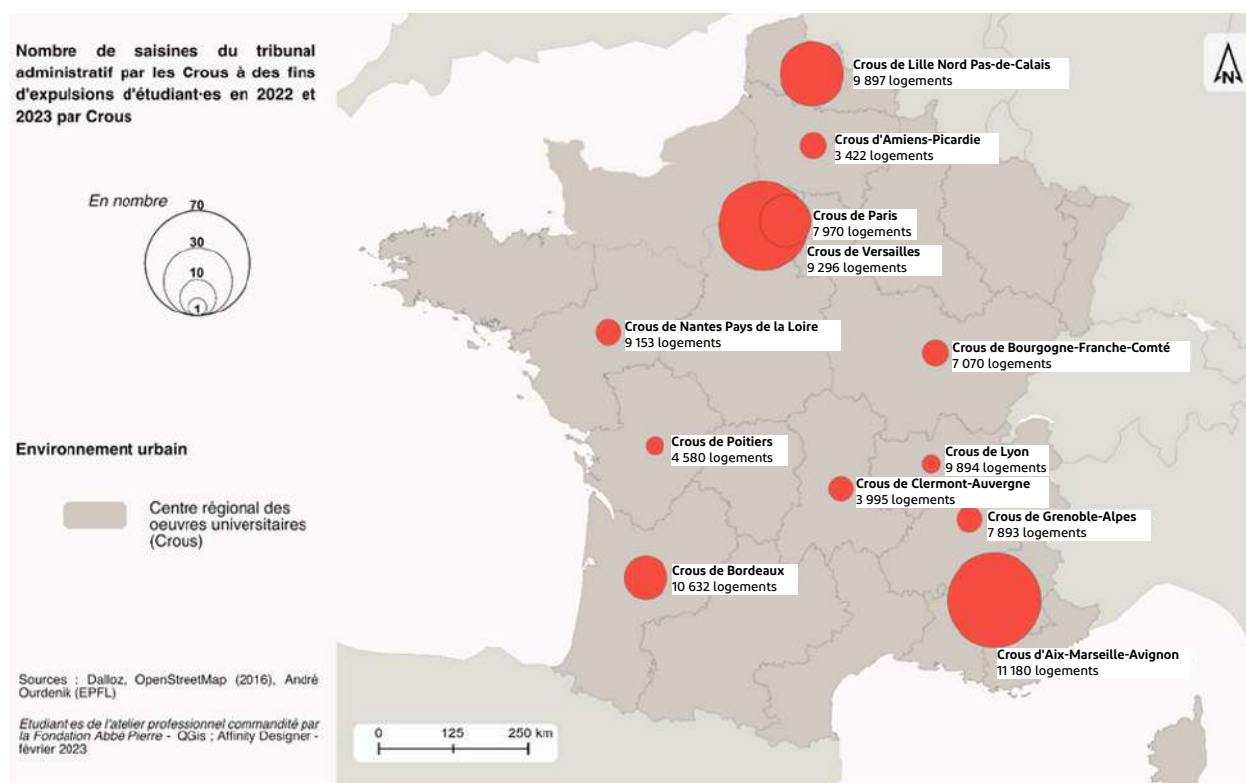 Nombre de saisines du tribunal
administratif par les Crous à des fins
d'expulsions d'étudiant·es en 2022 et
2023 par Crous
En nombre
70
30
10
1
Environnement urbain
Centre régional des
oeuvres universitaires
(Crous)
Sources : Dalloz, OpenStreetMap (2016), André
Ourdenik (EPFL)
Etudiant es de l'atelier professionnel commandité par
la Fondation Abbé Pierre - QGis ; Affinity Designer -
février 2023
Crous de Lille Nord Pas-de-Calais
9 897 logements
Crous d'Amiens-Picardie
3 422 logements
Crous de Paris
7 970 logements
Crous de Versailles
9 296 logements
Crous de Nantes Pays de la Loire
9 153 logements
Crous de Bourgogne-Franche-Comté
7 070 logements
Crous de Poitiers
4 580 logements
Crous de Lyon
9 894 logements
Crous de Clermont-Auvergne
3 995 logements
Crous de Grenoble-Alpes
7 893 logements
Crous de Bordeaux
10 632 logements
Crous d'Aix-Marseille-Avignon
11 180 logements
N
0 125 250 km